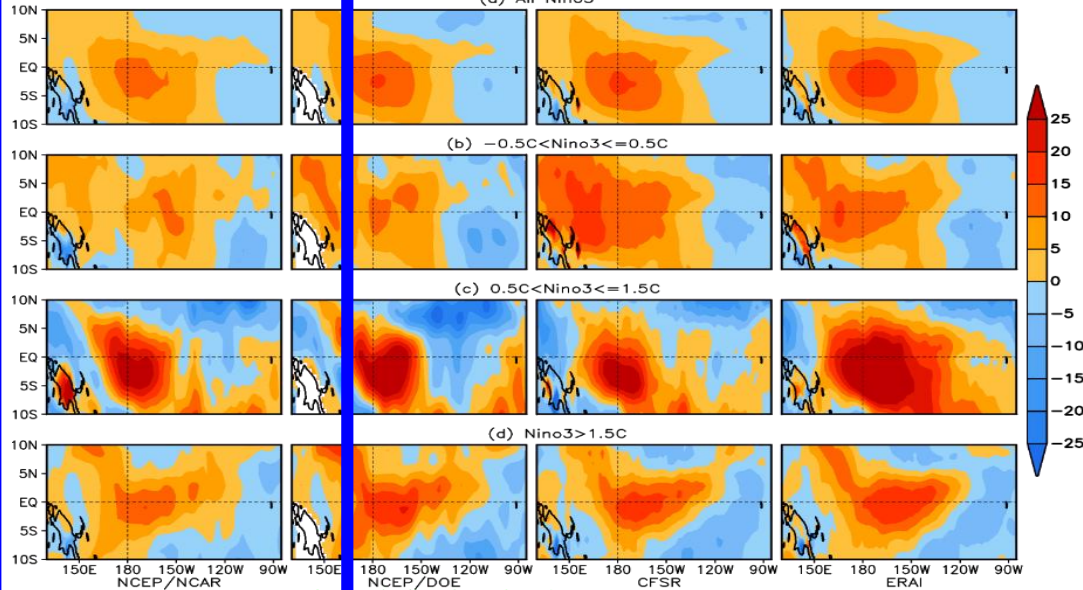 (a) All Nino3
10N
5N
EQ
5S
10S
(b) −0.5C<Nino3<=0.5C
10N
5N
EQ
5S
10S
(c) 0.5C<Nino3<=1.5C
10N
5N
EQ
5S
10S
(d) Nino3>1.5C
10N
5N
EQ
5S
10S
150E 180 150W 120W 90W 150E 180 150W 120W 90W 150E 180 150W 120W 90W 150E 180 150W 120W 90W
NCEP/NCAR NCEP/DOE CFSR ERAI
25
20
15
10
5
0
−5
−10
−15
−20
−25